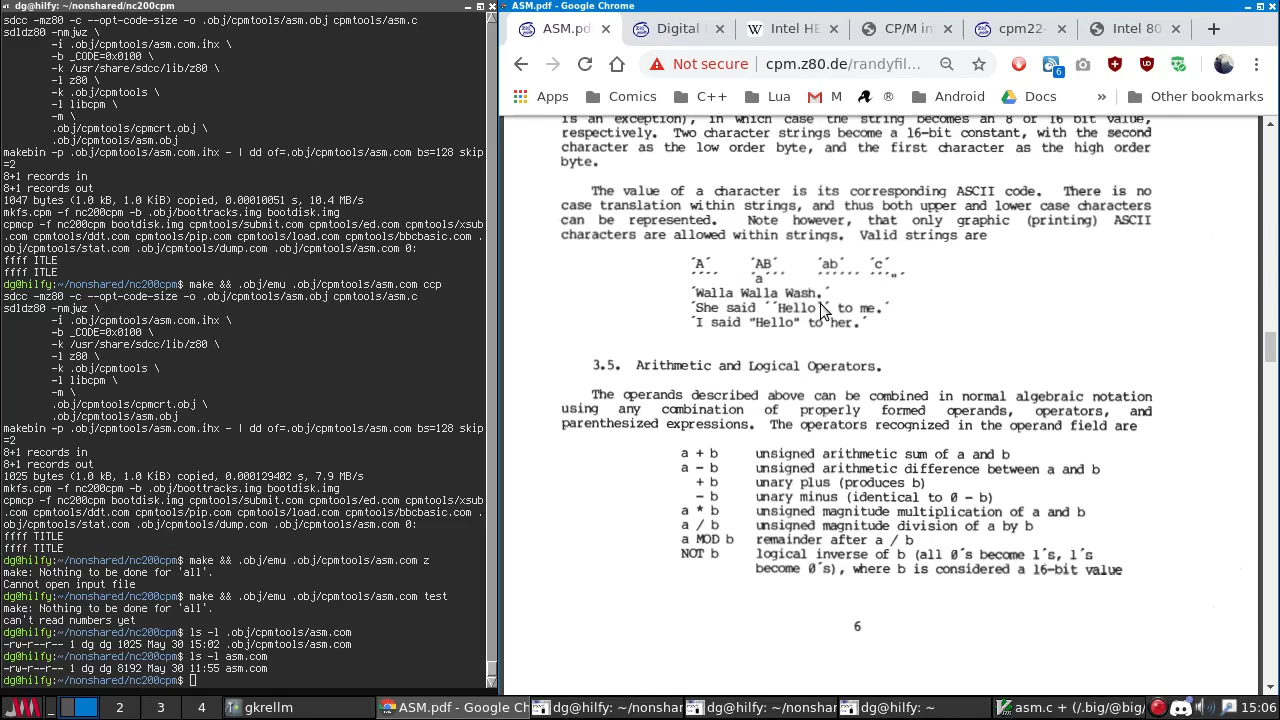 dg@hilfy: ~/nonshared/nc200cpm
sdcc -mz80 -c --opt-code-size -o .obj/cpmtools/asm.obj cpmtools/asm.c
sdldz80 -nmjwz \
-i .obj/cpmtools/asm.com.ihx \
-b _CODE=0x0100 \
-k /usr/share/sdcc/lib/z80 \
-l z80 \
-k .obj/cpmtools \
-l libcpm \
-m \
.obj/cpmtools/cpmcrt.obj \
.obj/cpmtools/asm.obj
makebin -p .obj/cpmtools/asm.com.ihx - | dd of=.obj/cpmtools/asm.com bs=128 skip
=2
8+1 records in
8+1 records out
1047 bytes (1.0 kB, 1.0 KiB) copied, 0.00010051 s, 10.4 MB/s
mkfs.cpm -f nc200cpm -b .obj/boottracks.img bootdisk.img
cpmcp -f nc200cpm bootdisk.img cpmtools/submit.com cpmtools/ed.com cpmtools/xsub
.com cpmtools/ddt.com cpmtools/pip.com cpmtools/load.com cpmtools/bbcbasic.com .
obj/cpmtools/stat.com .obj/cpmtools/dump.com .obj/cpmtools/asm.com 0:
ffff ITLE
ffff ITLE
dg@hilfy:~/nonshared/nc200cpm$ make && .obj/emu .obj/cpmtools/asm.com ccp
sdcc -mz80 -c --opt-code-size -o .obj/cpmtools/asm.obj cpmtools/asm.c
sdldz80 -nmjwz \
-i .obj/cpmtools/asm.com.ihx \
-b _CODE=0x0100 \
-k /usr/share/sdcc/lib/z80 \
-l z80 \
-k .obj/cpmtools \
-l libcpm \
-m \
.obj/cpmtools/cpmcrt.obj \
.obj/cpmtools/asm.obj
makebin -p .obj/cpmtools/asm.com.ihx - | dd of=.obj/cpmtools/asm.com bs=128 skip
=2
8+1 records in
8+1 records out
1025 bytes (1.0 kB, 1.0 KiB) copied, 0.000129402 s, 7.9 MB/s
mkfs.cpm -f nc200cpm -b .obj/boottracks.img bootdisk.img
cpmcp -f nc200cpm bootdisk.img cpmtools/submit.com cpmtools/ed.com cpmtools/xsub
.com cpmtools/ddt.com cpmtools/pip.com cpmtools/load.com cpmtools/bbcbasic.com .
obj/cpmtools/stat.com .obj/cpmtools/dump.com .obj/cpmtools/asm.com 0:
ffff TITLE
ffff TITLE
dg@hilfy:~/nonshared/nc200cpm$ make && .obj/emu .obj/cpmtools/asm.com z
make: Nothing to be done for 'all'.
Cannot open input file
dg@hilfy:~/nonshared/nc200cpm$ make && .obj/emu .obj/cpmtools/asm.com test
make: Nothing to be done for 'all'.
can't read numbers yet
dg@hilfy:~/nonshared/nc200cpm$ ls -l .obj/cpmtools/asm.com
-rw-r--r-- 1 dg dg 1025 May 30 15:02 .obj/cpmtools/asm.com
dg@hilfy:~/nonshared/nc200cpm$ ls -l asm.com
-rw-r--r-- 1 dg dg 8192 May 30 11:55 asm.com
dg@hilfy:~/nonshared/nc200cpm$
ASM.pdf - Google Chrome
ASM.pdf Digital Intel HE CP/M in cpm22- Intel 80
Not secure cpm.z80.de/randyfil... 6
Apps Comics C++ Lua M ® Android Docs » Other bookmarks
is an exception), in which case the string becomes an 8 or 16 bit value,
respectively. Two character strings become a 16-bit constant, with the second
character as the low order byte, and the first character as the high order
byte.
The value of a character is its corresponding ASCII code. There is no
case translation within strings, and thus both upper and lower case characters
can be represented. Note however, that only graphic (printing) ASCII
characters are allowed within strings. Valid strings are
´A´ ´AB´ ´ab´ ´c´
´´´´ ´a´´´ ´´´´´´ ´´´"´
´Walla Walla Wash.´
´She said ´´Hello´´ to me.´
´I said "Hello" to her.´
3.5. Arithmetic and Logical Operators.
The operands described above can be combined in normal algebraic notation
using any combination of properly formed operands, operators, and
parenthesized expressions. The operators recognized in the operand field are
a + b unsigned arithmetic sum of a and b
a - b unsigned arithmetic difference between a and b
+ b unary plus (produces b)
- b unary minus (identical to 0 - b)
a * b unsigned magnitude multiplication of a and b
a / b unsigned magnitude division of a by b
a MOD b remainder after a / b
NOT b logical inverse of b (all 0´s become 1´s, 1´s
become 0´s), where b is considered a 16-bit value
6
2 3 4 gkrellm ASM.pdf - Google Ch dg@hilfy: ~/nonshar dg@hilfy: ~/nonshar dg@hilfy: ~ asm.c + (/.big/@big/ 15:06